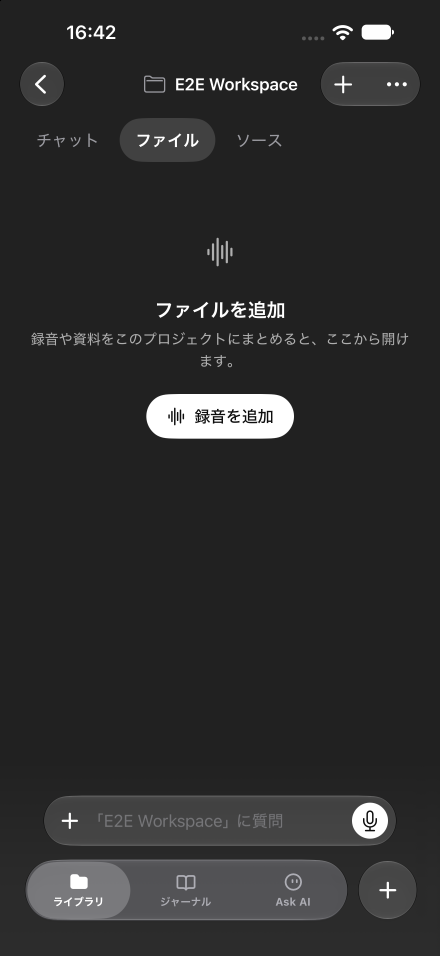 16:42
E2E Workspace
チャット
ファイル
ソース
ファイルを追加
録音や資料をこのプロジェクトにまとめると、ここから開け
ます。
録音を追加
「E2E Workspace」に質問
ライブラリ
ジャーナル
Ask AI